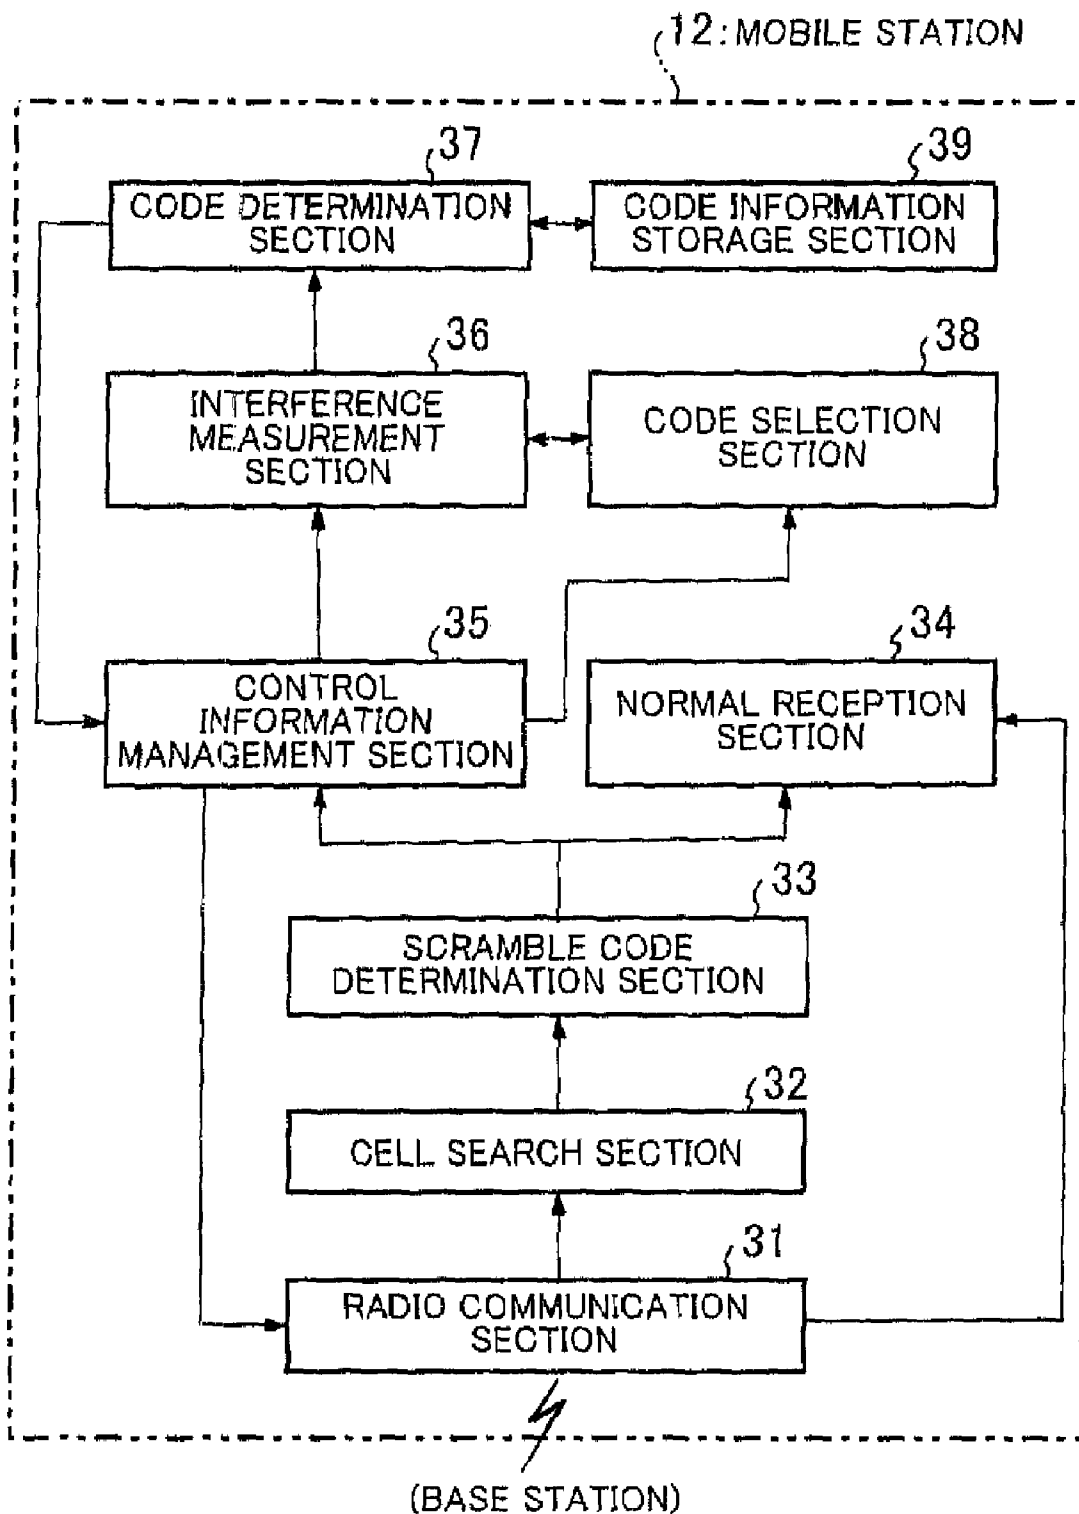 12:MOBILE STATION
37
CODE DETERMINATION
SECTION
39
CODE INFORMATION
STORAGE SECTION
36
INTERFERENCE
MEASUREMENT
SECTION
38
CODE SELECTION
SECTION
35
CONTROL
INFORMATION
MANAGEMENT SECTION
34
NORMAL RECEPTION
SECTION
33
SCRAMBLE CODE
DETERMINATION SECTION
32
CELL SEARCH SECTION
31
RADIO COMMUNICATION
SECTION
(BASE STATION)